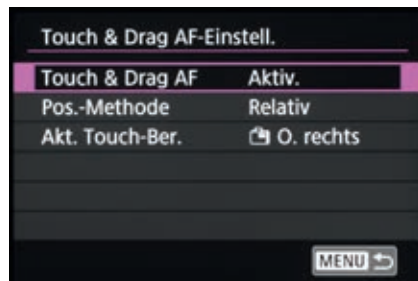 Touch & Drag AF-Einstell.
Touch & Drag AF Aktiv.
Pos.-Methode Relativ
Akt. Touch-Ber. O. rechts
MENU